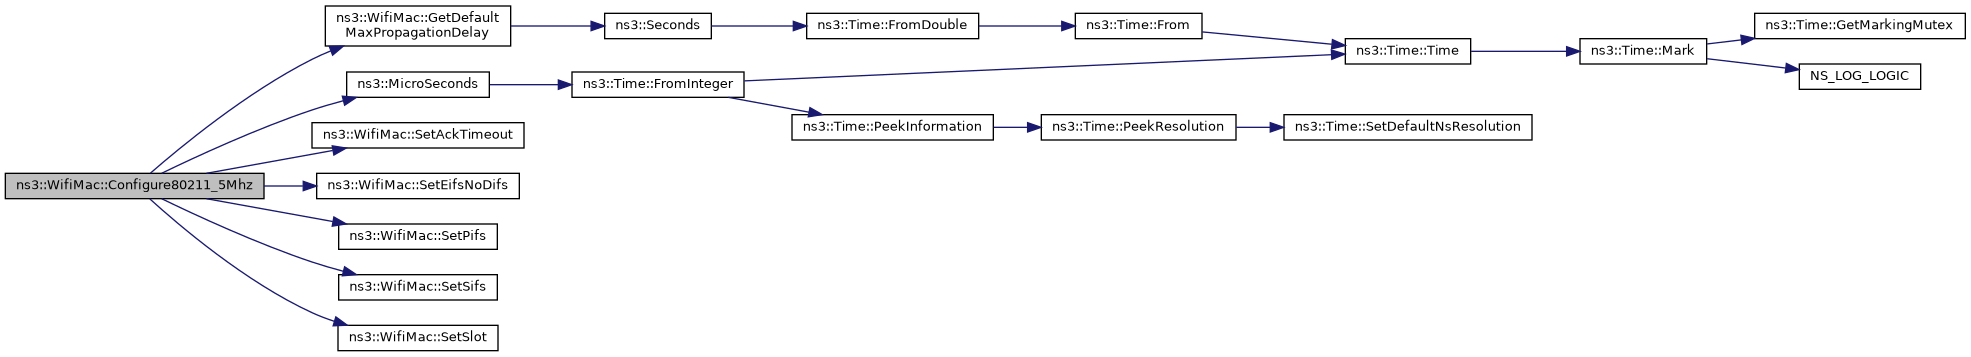 ns3::WifiMac::GetDefault
MaxPropagationDelay
ns3::Seconds
ns3::Time::FromDouble
ns3::Time::From
ns3::Time::Time
ns3::Time::Mark
ns3::Time::GetMarkingMutex
NS_LOG_LOGIC
ns3::MicroSeconds
ns3::Time::FromInteger
ns3::Time::PeekInformation
ns3::Time::PeekResolution
ns3::Time::SetDefaultNsResolution
ns3::WifiMac::SetAckTimeout
ns3::WifiMac::Configure80211_5Mhz
ns3::WifiMac::SetEifsNoDifs
ns3::WifiMac::SetPifs
ns3::WifiMac::SetSifs
ns3::WifiMac::SetSlot